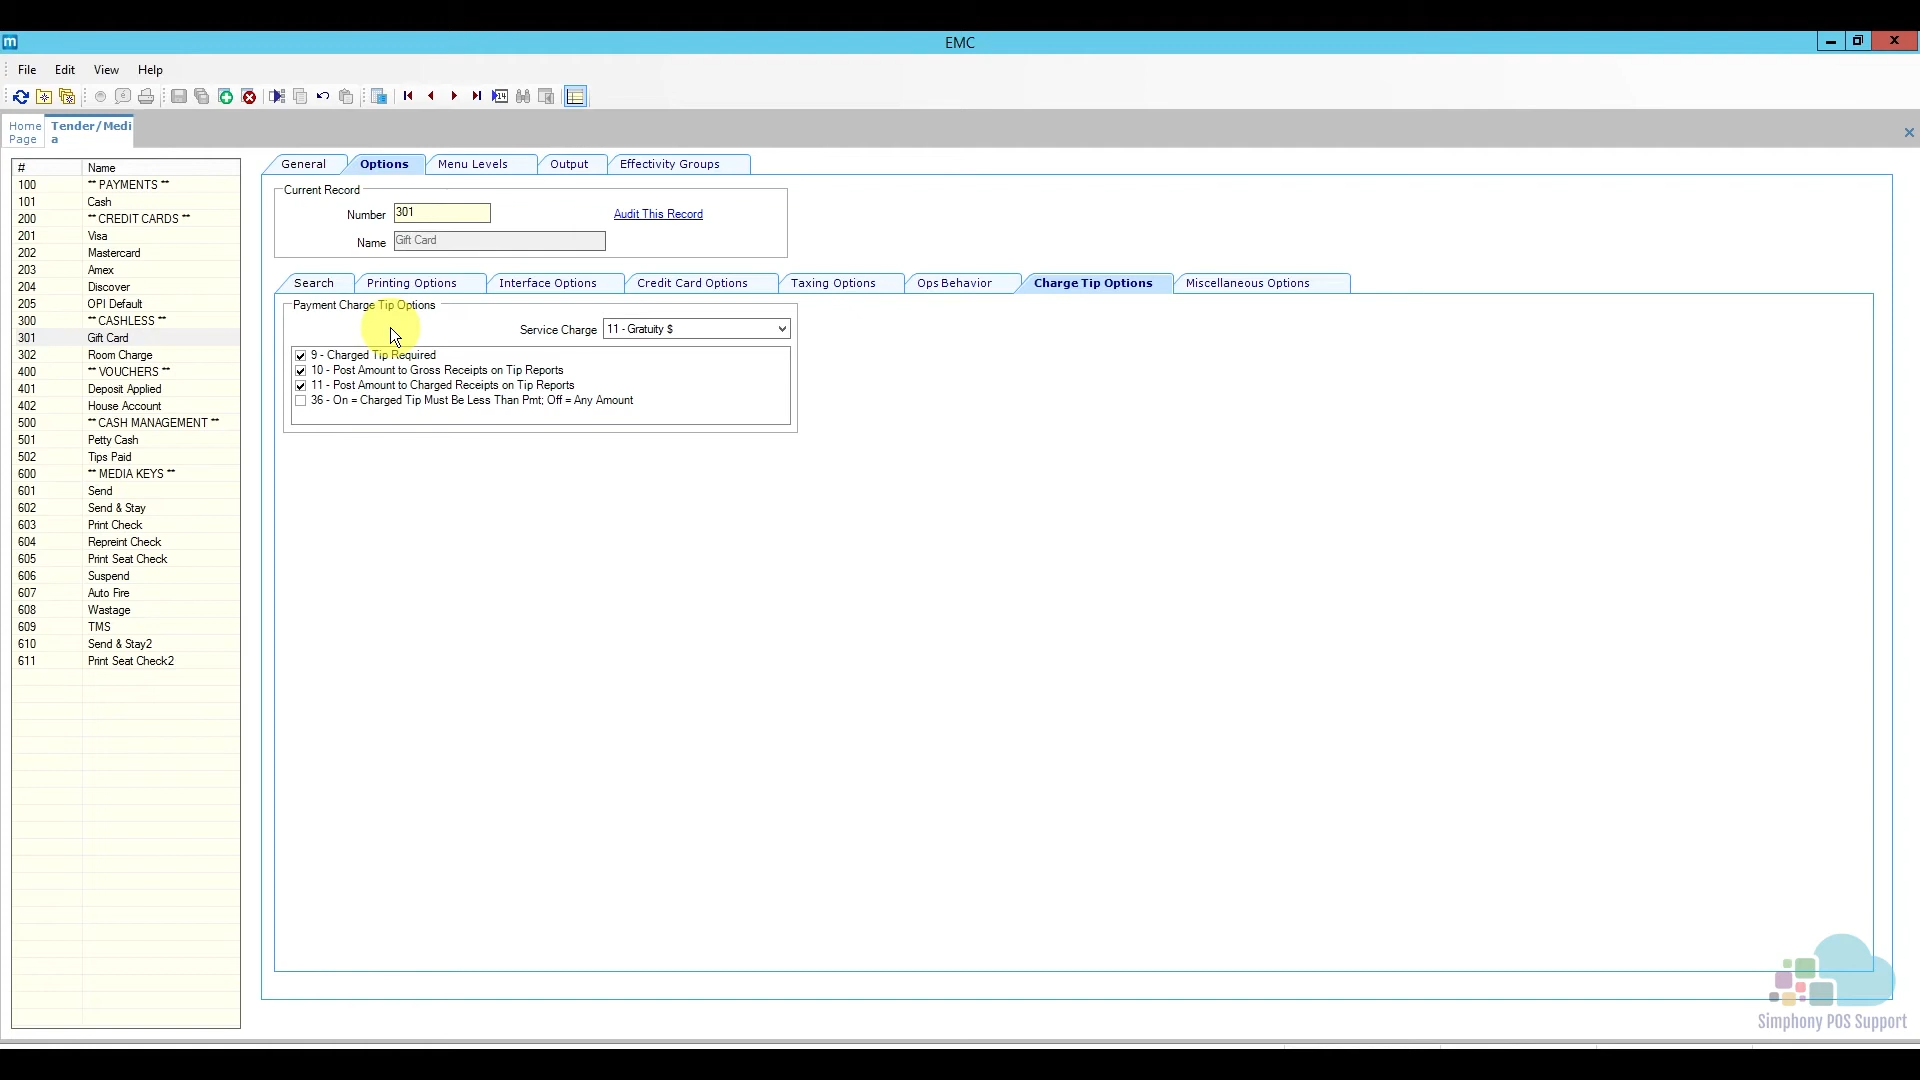 EMC
File Edit View Help
Home Page
Tender/Media
# Name
100 ** PAYMENTS **
101 Cash
200 ** CREDIT CARDS **
201 Visa
202 Mastercard
203 Amex
204 Discover
205 OPI Default
300 ** CASHLESS **
301 Gift Card
302 Room Charge
400 ** VOUCHERS **
401 Deposit Applied
402 House Account
500 ** CASH MANAGEMENT **
501 Petty Cash
502 Tips Paid
600 ** MEDIA KEYS **
601 Send
602 Send & Stay
603 Print Check
604 Repreint Check
605 Print Seat Check
606 Suspend
607 Auto Fire
608 Wastage
609 TMS
610 Send & Stay2
611 Print Seat Check2
General Options Menu Levels Output Effectivity Groups
Current Record
Number 301 Audit This Record
Name Gift Card
Search Printing Options Interface Options Credit Card Options Taxing Options Ops Behavior Charge Tip Options Miscellaneous Options
Payment Charge Tip Options
Service Charge 11 - Gratuity $
9 - Charged Tip Required
10 - Post Amount to Gross Receipts on Tip Reports
11 - Post Amount to Charged Receipts on Tip Reports
36 - On = Charged Tip Must Be Less Than Pmt; Off = Any Amount
Simphony POS Support